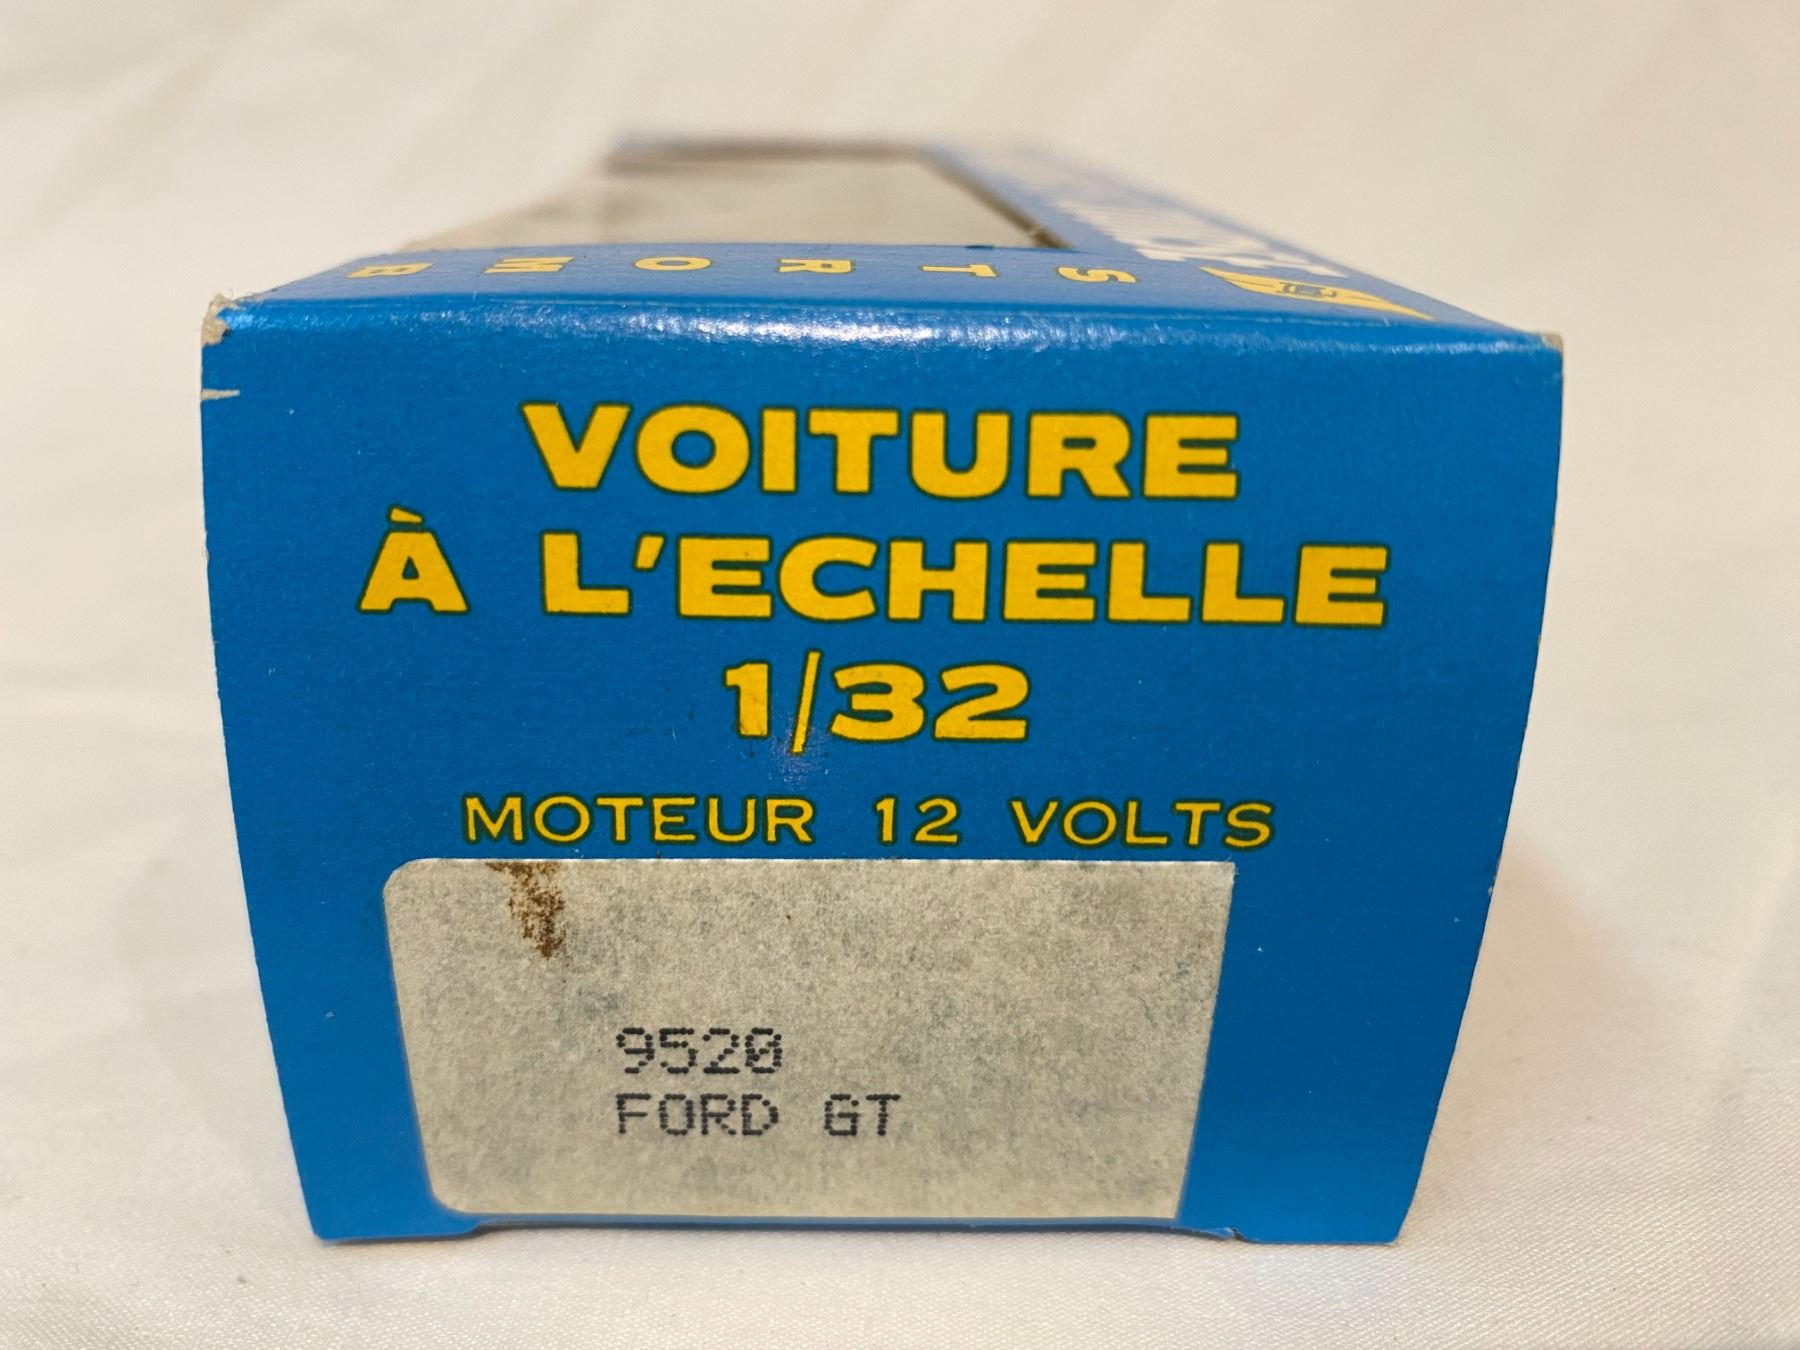 VOITURE
À L'ECHELLE
1/32
MOTEUR 12 VOLTS
9520
FORD GT